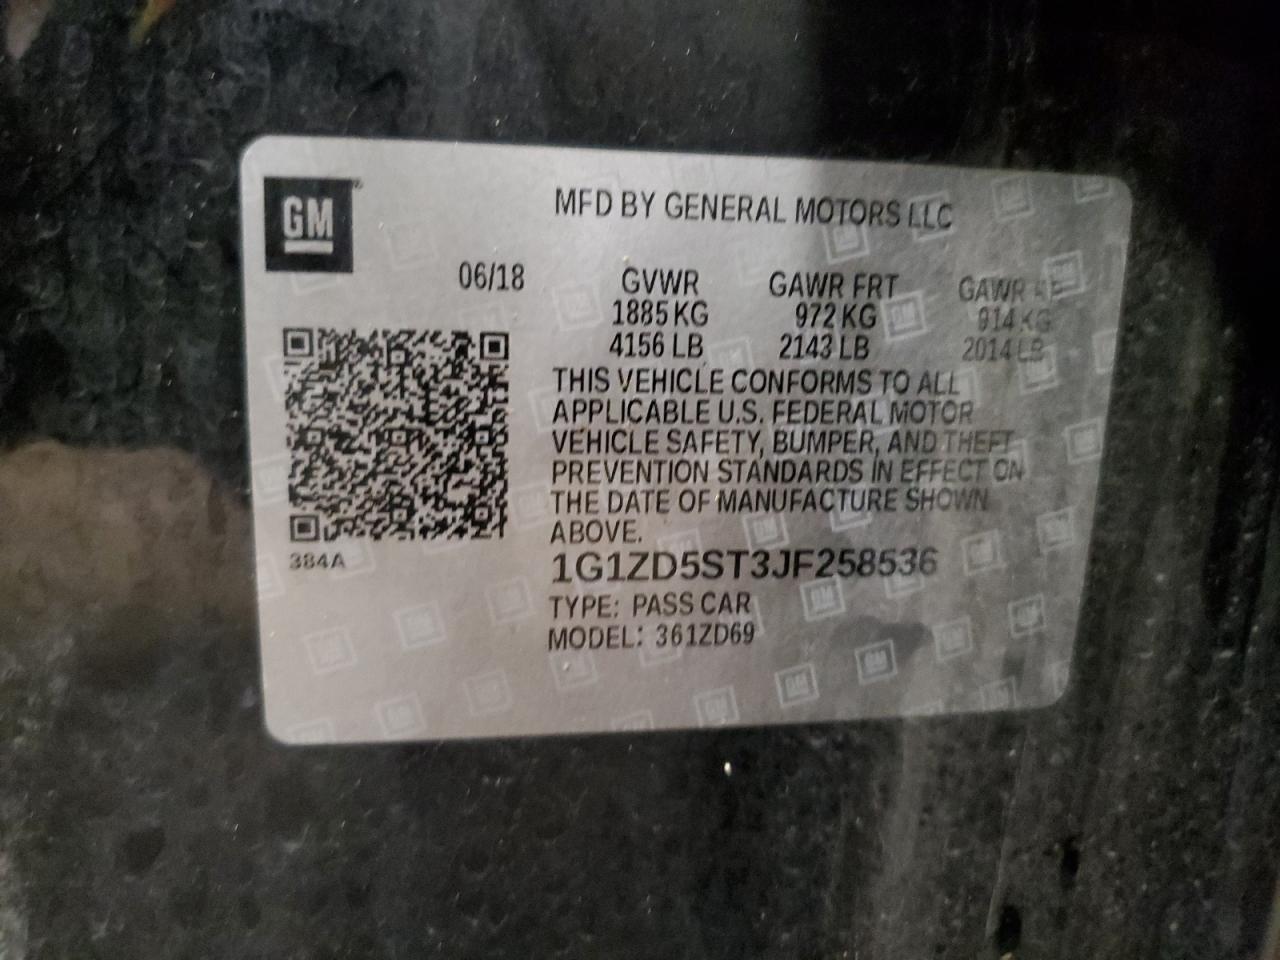 GM
MFD BY GENERAL MOTORS LLC
06/18
GVWR GAWR FRT GAWR
1885 KG 972 KG 914 KG
4156 LB 2143 LB 2014 LB
THIS VEHICLE CONFORMS TO ALL
APPLICABLE U.S. FEDERAL MOTOR
VEHICLE SAFETY, BUMPER, AND THEFT
PREVENTION STANDARDS IN EFFECT ON
THE DATE OF MANUFACTURE SHOWN
ABOVE.
384A
1G1ZD5ST3JF258536
TYPE: PASS CAR
MODEL: 361ZD69